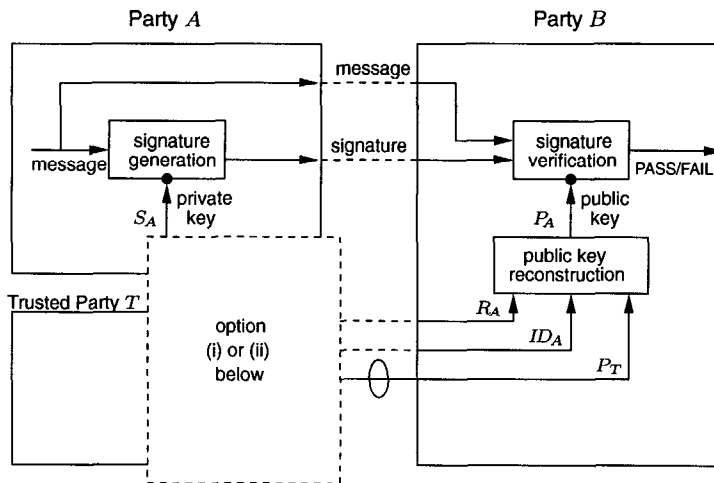 Party A
Party B
message
message
signature
generation
signature
signature
verification
PASS/FAIL
S_A
private
key
P_A
public
key
public key
reconstruction
Trusted Party T
option
(i) or (ii)
below
R_A
ID_A
P_T